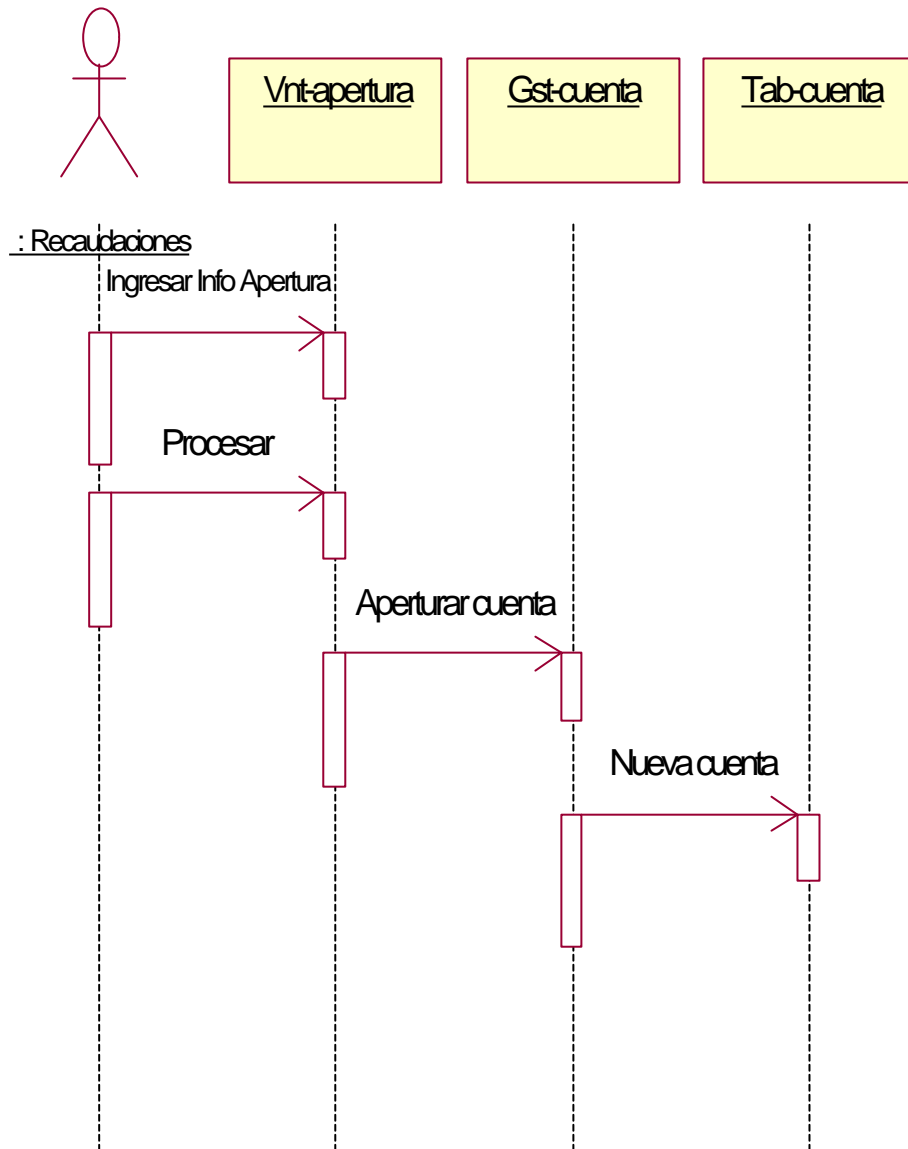 Vnt-apertura
Gst-cuenta
Tab-cuenta
: Recaudaciones
Ingresar Info Apertura
Procesar
Aperturar cuenta
Nueva cuenta